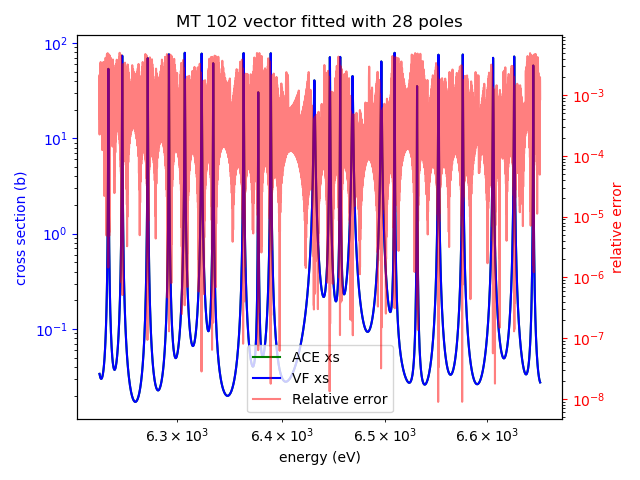 MT 102 vector fitted with 28 poles
cross section (b)
10²
10¹
10⁰
10⁻¹
relative error
10⁻³
10⁻⁴
10⁻⁵
10⁻⁶
10⁻⁷
10⁻⁸
ACE xs
VF xs
Relative error
6.3 × 10³ 6.4 × 10³ 6.5 × 10³ 6.6 × 10³
energy (eV)